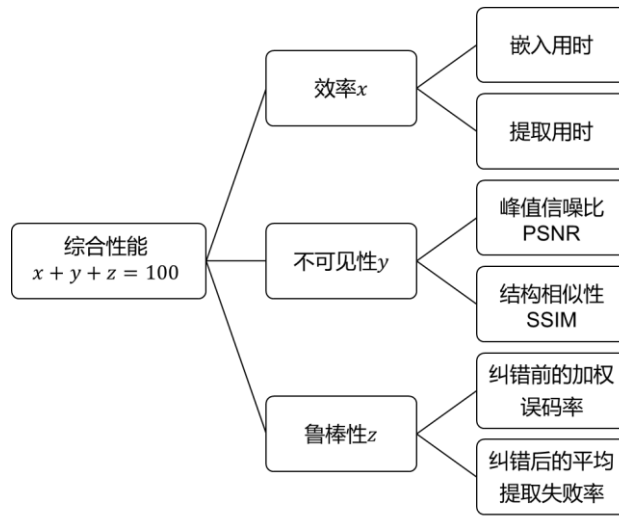 综合性能
x + y + z = 100
效率x
不可见性y
鲁棒性z
嵌入用时
提取用时
峰值信噪比
PSNR
结构相似性
SSIM
纠错前的加权
误码率
纠错后的平均
提取失败率